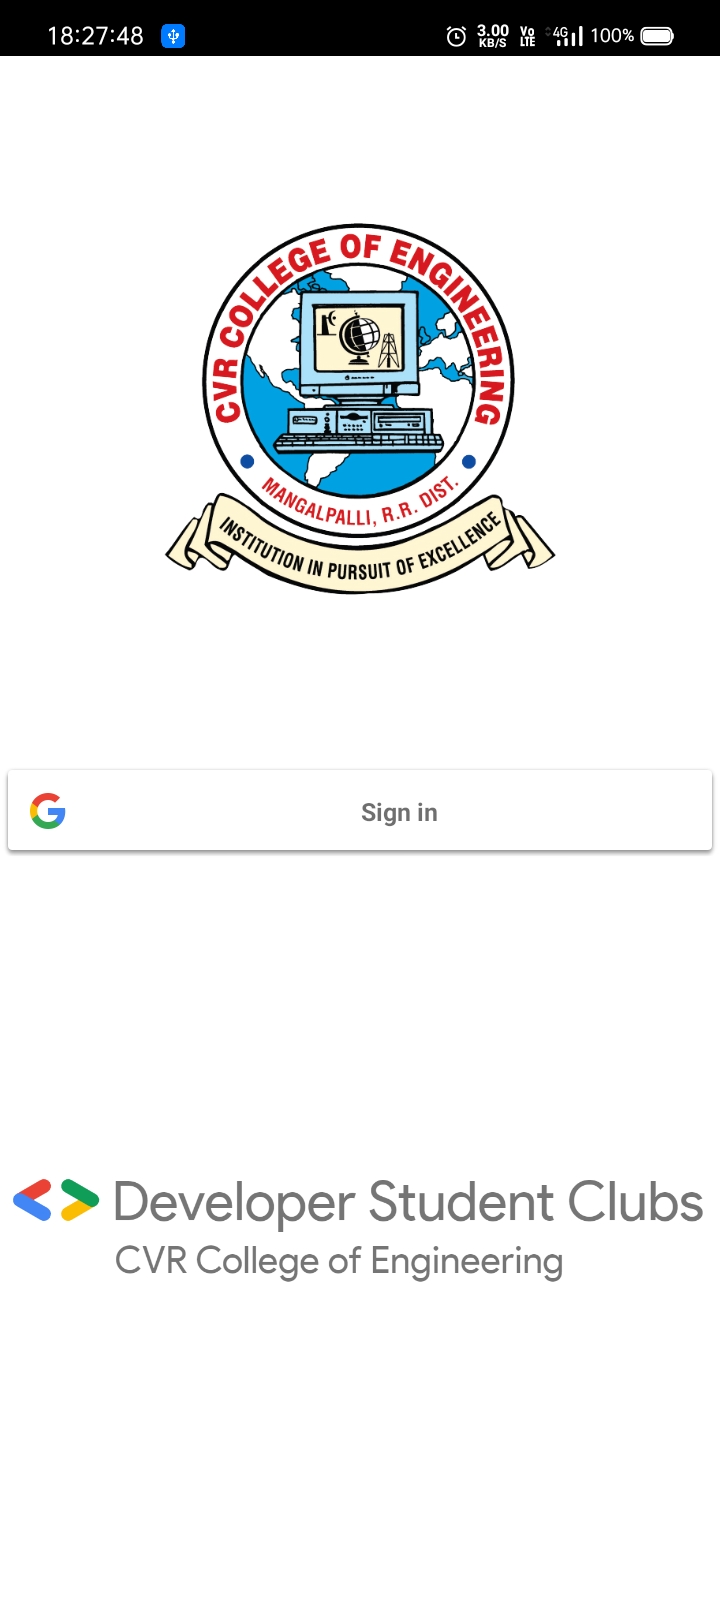 18:27:48
3.00 KB/S Vo LTE 4G 100%
CVR COLLEGE OF ENGINEERING
MANGALPALLI, R.R. DIST.
INSTITUTION IN PURSUIT OF EXCELLENCE
Sign in
Developer Student Clubs
CVR College of Engineering